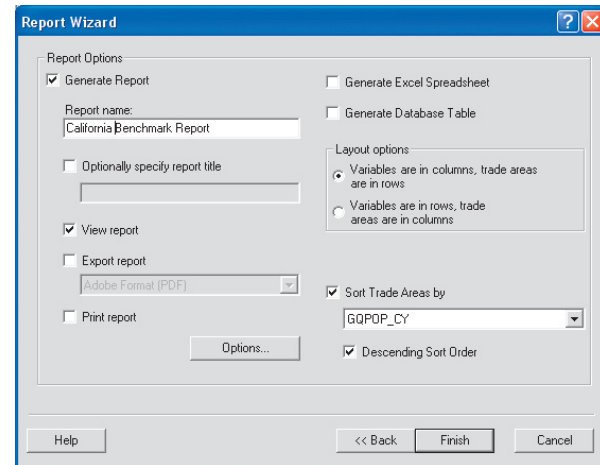 Report Wizard
Report Options
Generate Report
Report name:
California Benchmark Report
Optionally specify report title
View report
Export report
Adobe Format (PDF)
Print report
Options...
Generate Excel Spreadsheet
Generate Database Table
Layout options
Variables are in columns, trade areas
are in rows
Variables are in rows, trade
areas are in columns
Sort Trade Areas by
GQPOP_CY
Descending Sort Order
Help
<< Back
Finish
Cancel